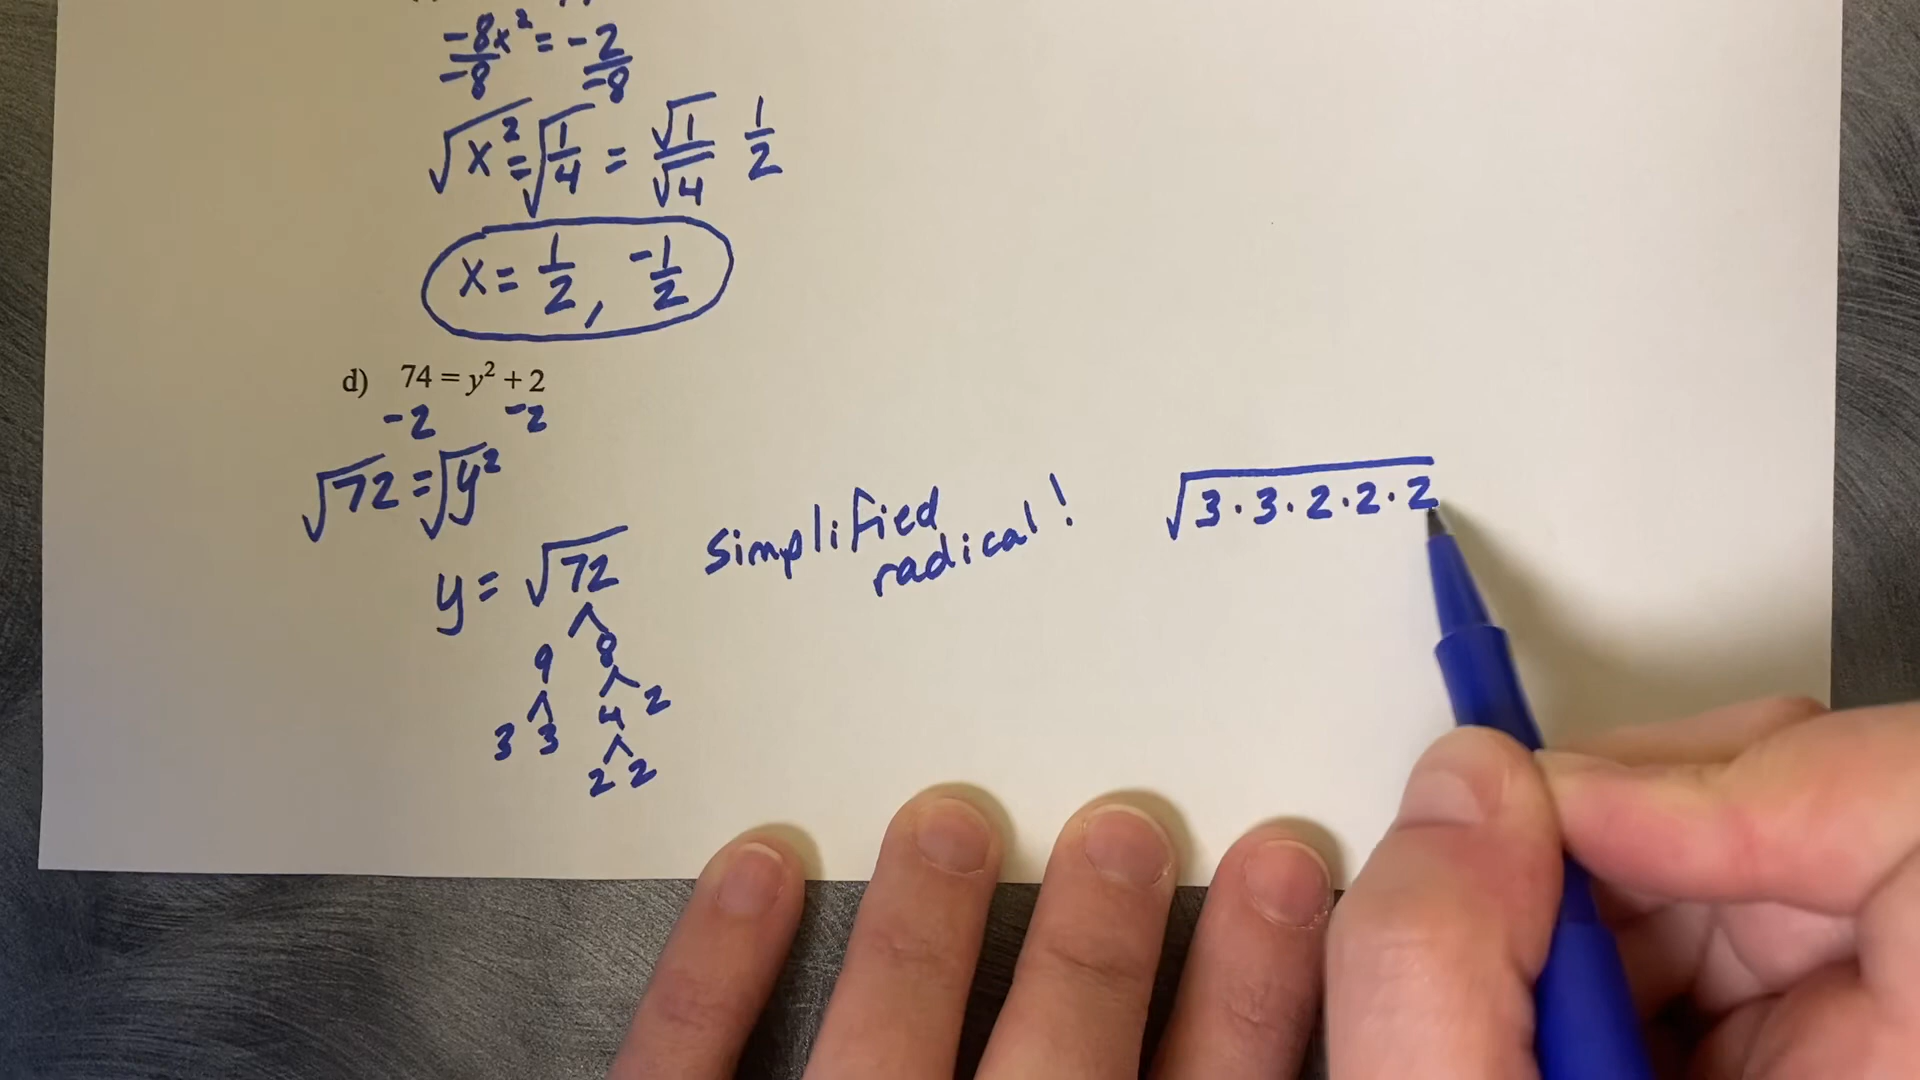 -8x² = -2
-8 -8
√x² = √1/4 = √1/√4 1/2
x = 1/2, -1/2
d) 74 = y² + 2
-2 -2
√72 = √y²
y = √72
9 8
4 2
3 3
2 2
Simplified
radical!
√3·3·2·2·2